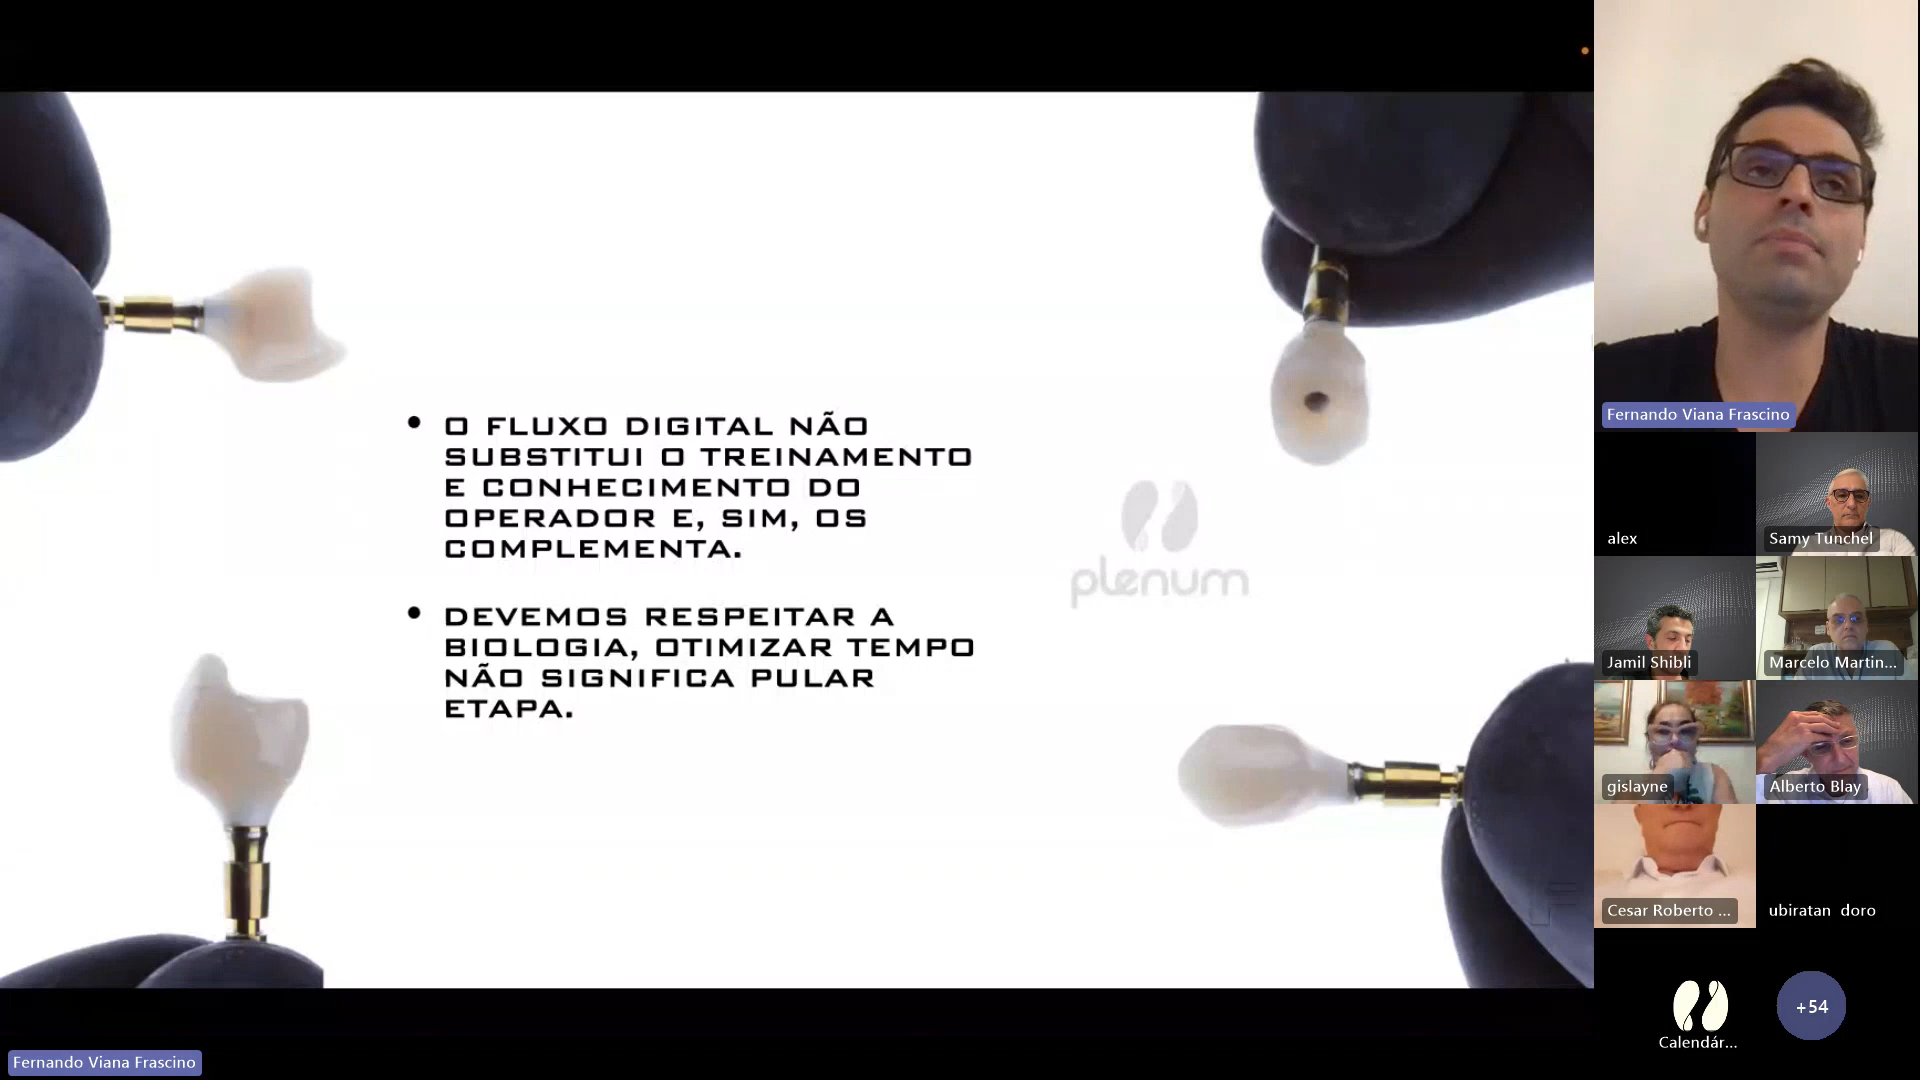 O FLUXO DIGITAL NÃO
SUBSTITUI O TREINAMENTO
E CONHECIMENTO DO
OPERADOR E, SIM, OS
COMPLEMENTA.
DEVEMOS RESPEITAR A
BIOLOGIA, OTIMIZAR TEMPO
NÃO SIGNIFICA PULAR
ETAPA.
plenum
Fernando Viana Frascino
Fernando Viana Frascino
alex
Samy Tunchel
Jamil Shibli
Marcelo Martin...
gislayne
Alberto Blay
Cesar Roberto ...
ubiratan doro
Calendár...
+54